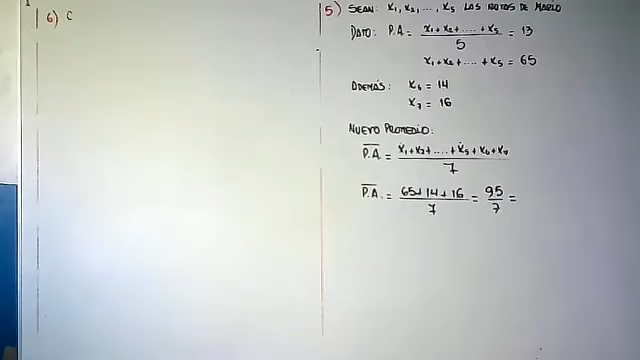 6) C
5) SEAN: x₁, x₂, ..., x₅ LAS NOTAS DE MARIO
DATO: P.A. = (x₁+x₂+....+x₅)/5 = 13
x₁+x₂+....+x₅ = 65
ADEMÁS: x₆ = 14
x₇ = 16
NUEVO PROMEDIO:
P̅.̅A̅. = (x₁+x₂+....+x₅+x₆+x₇)/7
P̅.̅A̅. = (65+14+16)/7 = 95/7 =